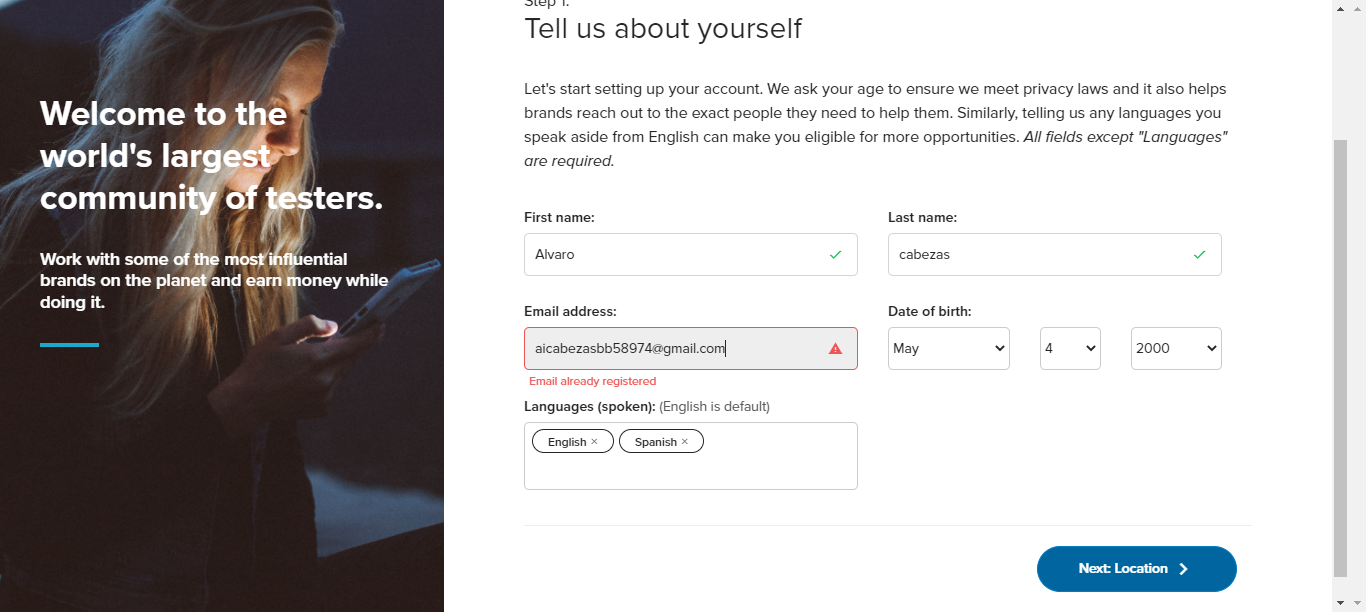 Welcome to the
world's largest
community of testers.
Work with some of the most influential
brands on the planet and earn money while
doing it.
Step 1:
Tell us about yourself
Let's start setting up your account. We ask your age to ensure we meet privacy laws and it also helps
brands reach out to the exact people they need to help them. Similarly, telling us any languages you
speak aside from English can make you eligible for more opportunities. All fields except "Languages"
are required.
First name:
Last name:
Alvaro
cabezas
Email address:
Date of birth:
aicabezasbb58974@gmail.com
May
4
2000
Email already registered
Languages (spoken): (English is default)
English ×
Spanish ×
Next: Location